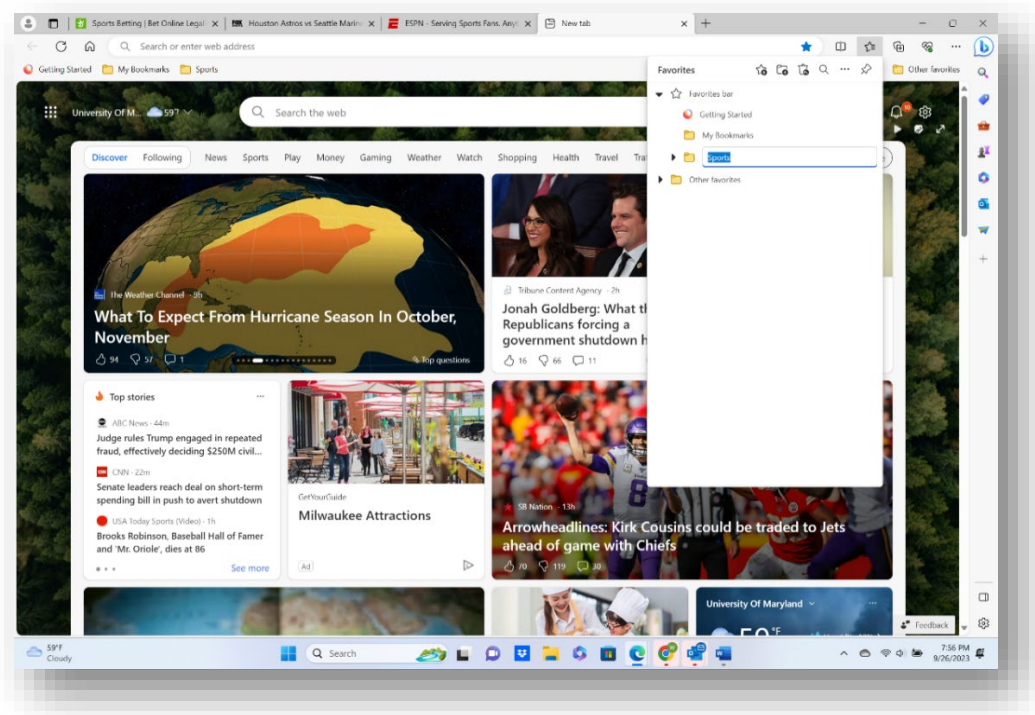 Sports Betting | Bet Online Legal
Houston Astros vs Seattle Marine
ESPN - Serving Sports Fans. Any
New tab
Search or enter web address
Getting Started
My Bookmarks
Sports
Other favorites
Favorites
Favorites bar
Getting Started
My Bookmarks
Sports
Other favorites
University Of M...
59°
Search the web
Discover Following News Sports Play Money Gaming Weather Watch Shopping Health Travel
The Weather Channel · 9h
What To Expect From Hurricane Season In October,
November
94 57 1
Top questions
Tribune Content Agency · 2h
Jonah Goldberg: What
Republicans forcing a
government shutdown
16 66 11
Top stories
ABC News · 44m
Judge rules Trump engaged in repeated
fraud, effectively deciding $250M civil...
CNN · 22m
Senate leaders reach deal on short-term
spending bill in push to avert shutdown
USA Today Sports (Video) · 1h
Brooks Robinson, Baseball Hall of Famer
and 'Mr. Oriole', dies at 86
See more
GetYourGuide
Milwaukee Attractions
Ad
SB Nation · 13h
Arrowheadlines: Kirk Cousins could be traded to Jets
ahead of game with Chiefs
70 119 30
University Of Maryland
°F
Feedback
59°F
Cloudy
Search
7:56 PM
9/26/2023